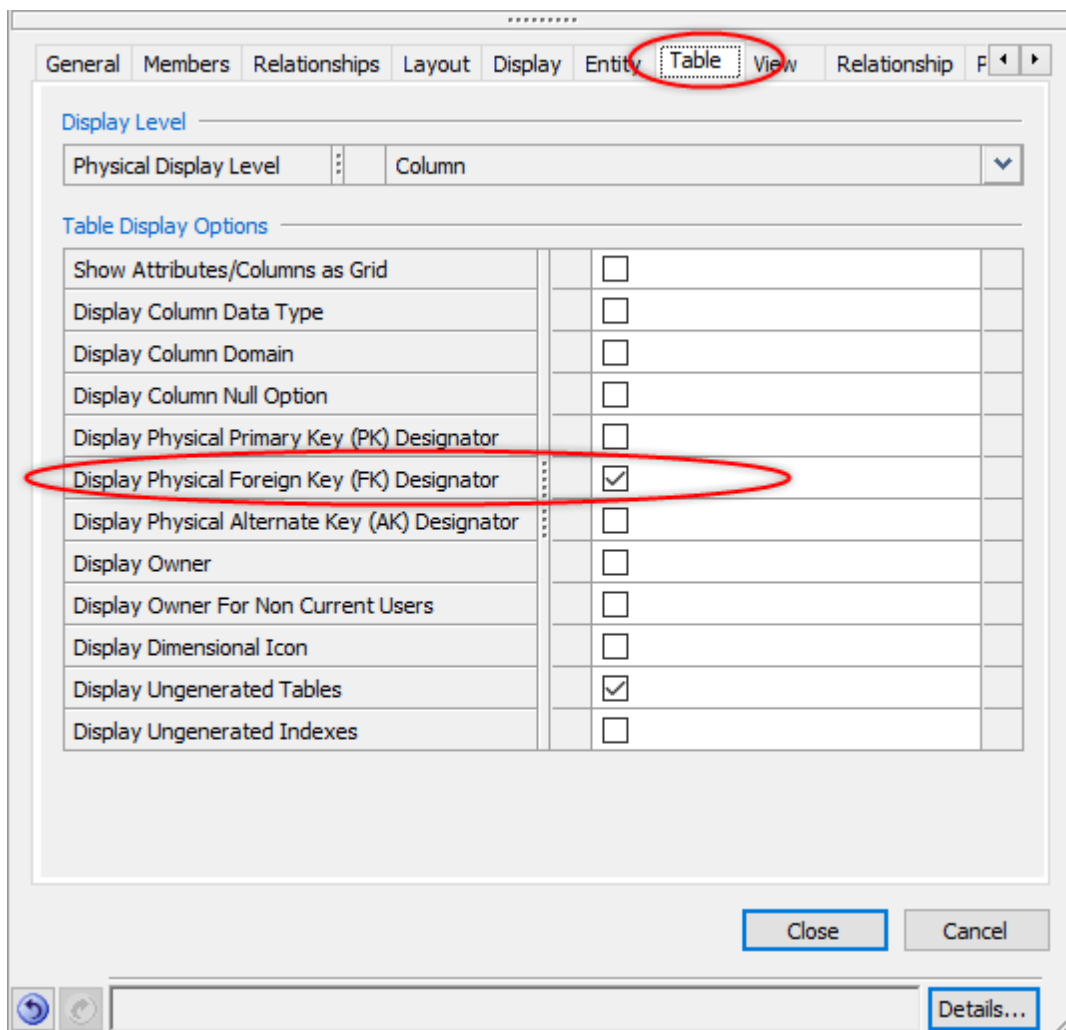 General Members Relationships Layout Display Entity Table View Relationship P
Display Level
Physical Display Level Column
Table Display Options
Show Attributes/Columns as Grid
Display Column Data Type
Display Column Domain
Display Column Null Option
Display Physical Primary Key (PK) Designator
Display Physical Foreign Key (FK) Designator
Display Physical Alternate Key (AK) Designator
Display Owner
Display Owner For Non Current Users
Display Dimensional Icon
Display Ungenerated Tables
Display Ungenerated Indexes
Close Cancel
Details...